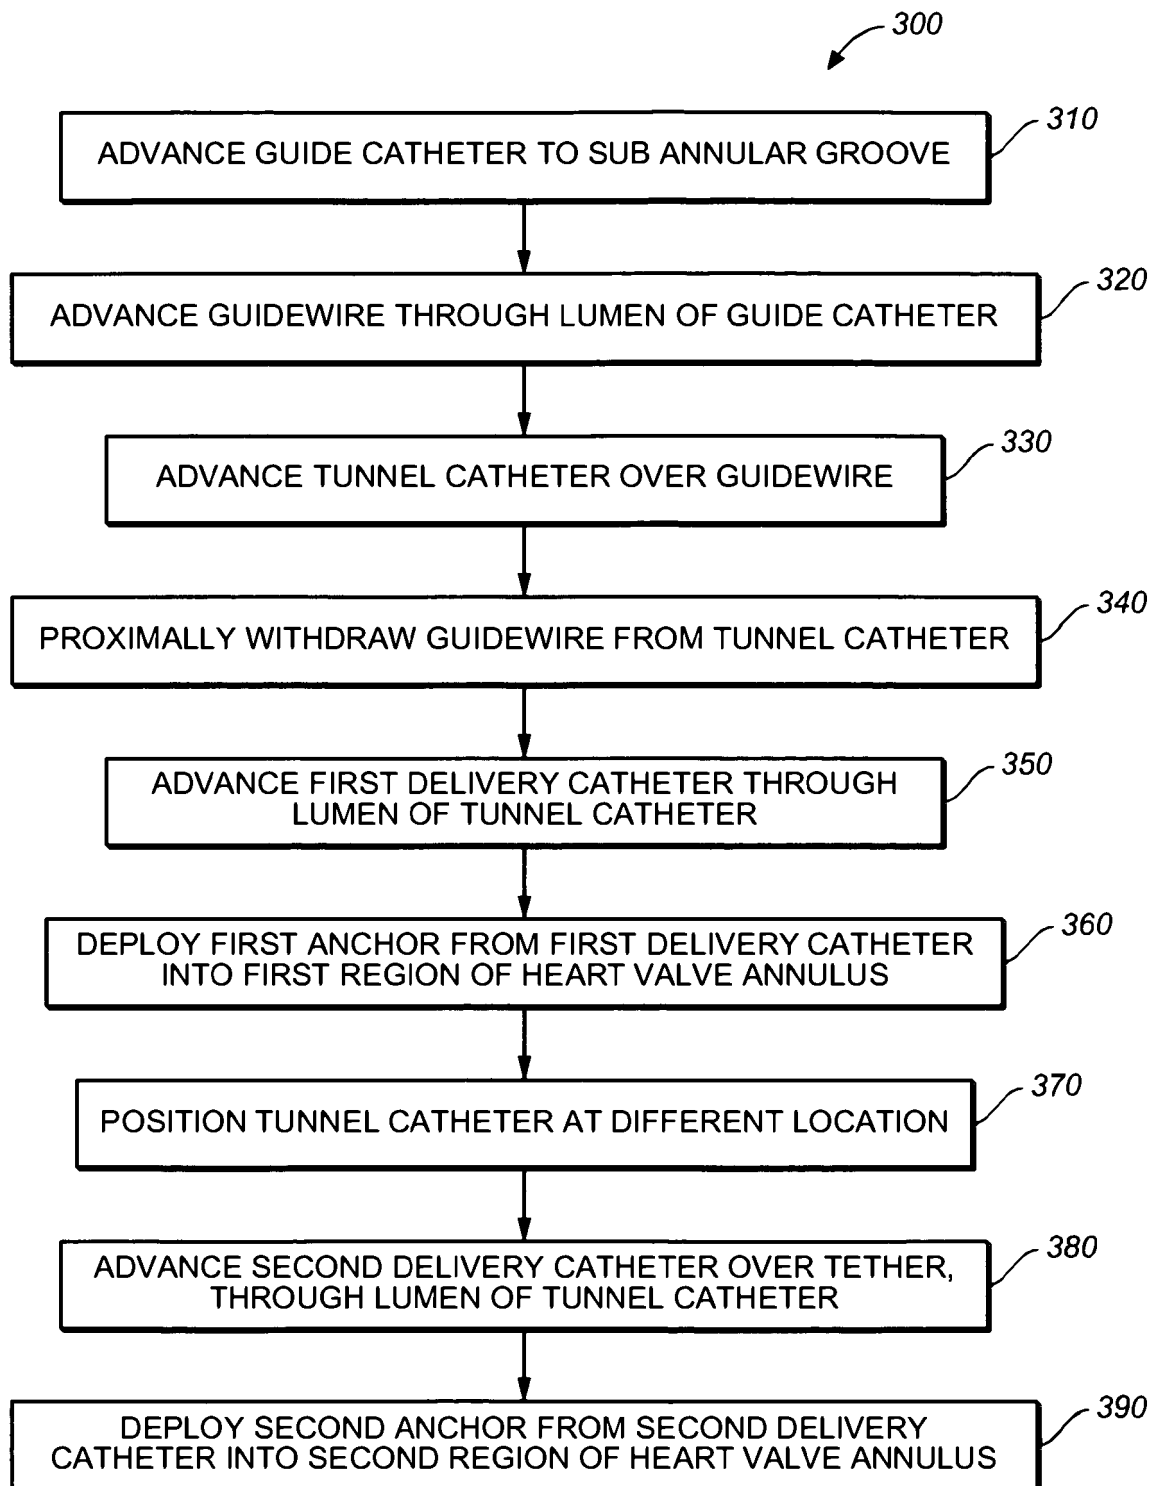 300
310
ADVANCE GUIDE CATHETER TO SUB ANNULAR GROOVE
320
ADVANCE GUIDEWIRE THROUGH LUMEN OF GUIDE CATHETER
330
ADVANCE TUNNEL CATHETER OVER GUIDEWIRE
340
PROXIMALLY WITHDRAW GUIDEWIRE FROM TUNNEL CATHETER
350
ADVANCE FIRST DELIVERY CATHETER THROUGH
LUMEN OF TUNNEL CATHETER
360
DEPLOY FIRST ANCHOR FROM FIRST DELIVERY CATHETER
INTO FIRST REGION OF HEART VALVE ANNULUS
370
POSITION TUNNEL CATHETER AT DIFFERENT LOCATION
380
ADVANCE SECOND DELIVERY CATHETER OVER TETHER,
THROUGH LUMEN OF TUNNEL CATHETER
390
DEPLOY SECOND ANCHOR FROM SECOND DELIVERY
CATHETER INTO SECOND REGION OF HEART VALVE ANNULUS